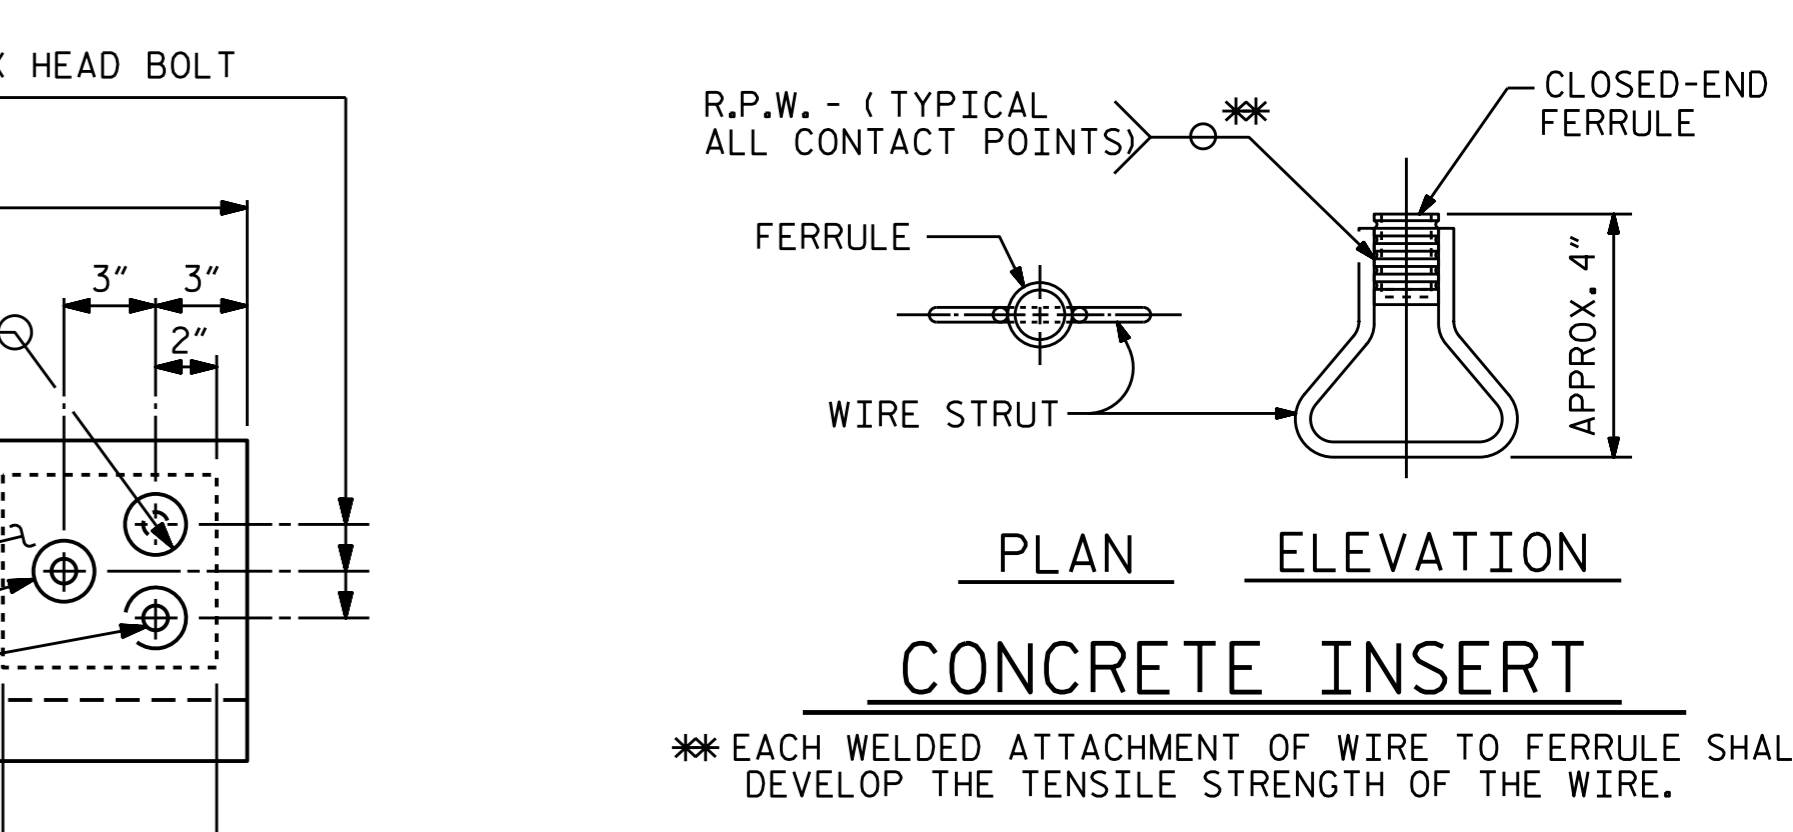 HEAD BOLT
3"
3"
2"
R.P.W. - (TYPICAL
ALL CONTACT POINTS)
**
CLOSED-END
FERRULE
FERRULE
WIRE STRUT
APPROX. 4"
PLAN
ELEVATION
CONCRETE INSERT
** EACH WELDED ATTACHMENT OF WIRE TO FERRULE SHAL
DEVELOP THE TENSILE STRENGTH OF THE WIRE.